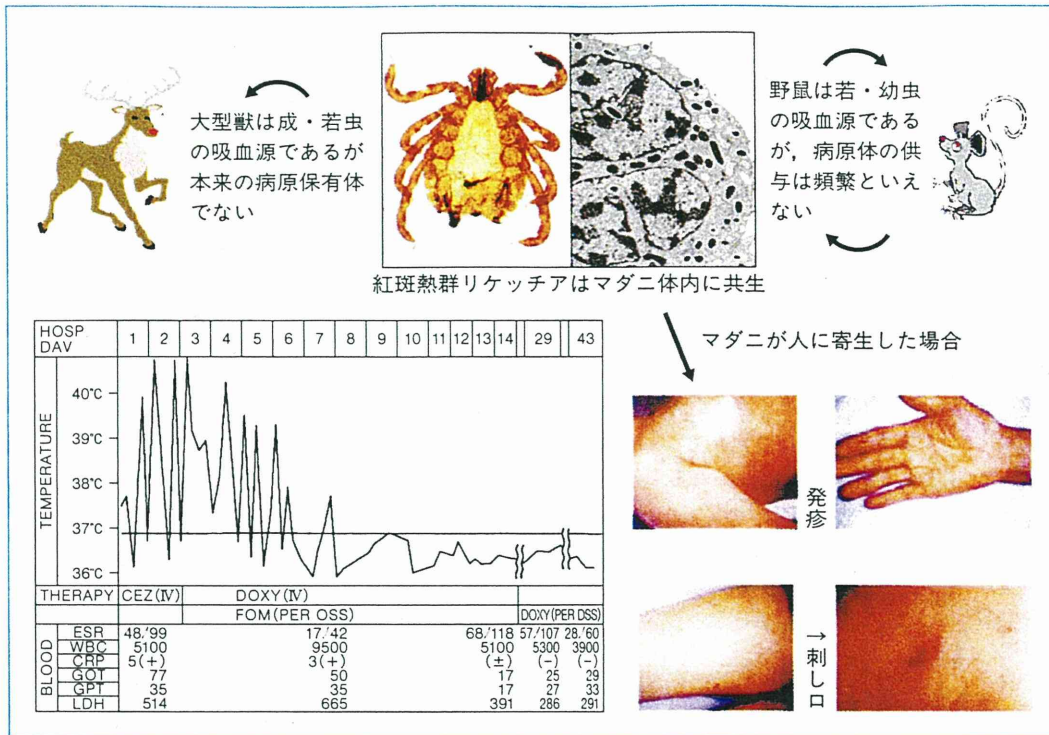 大型獣は成・若虫
の吸血源であるが
本来の病原保有体
でない
野鼠は若・幼虫
の吸血源である
が，病原体の供
与は頻繁といえ
ない
紅斑熱群リケッチアはマダニ体内に共生
マダニが人に寄生した場合
発疹
→刺し口
HOSP DAV 1 2 3 4 5 6 7 8 9 10 11 12 13 14 29 43
TEMPERATURE
40°C
39°C
38°C
37°C
36°C
THERAPY CEZ(IV) DOXY(IV)
FOM(PER OSS) DOXY(PER DSS)
BLOOD
ESR 48/'99 17/'42 68/'118 57/'107 28/'60
WBC 5100 9500 5100 5300 3900
CRP 5(+) 3(+) (±) (-) (-)
GOT 77 50 17 25 29
GPT 35 35 17 27 33
LDH 514 665 391 286 291